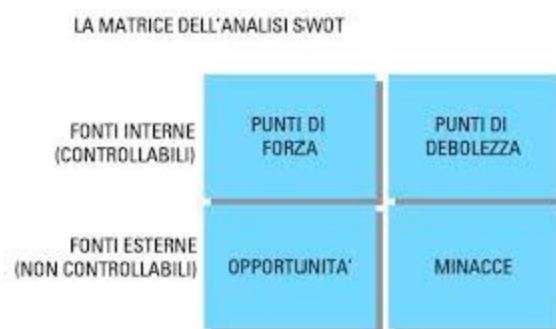 LA MATRICE DELL'ANALISI SWOT
FONTI INTERNE
(CONTROLLABILI)
PUNTI DI
FORZA
PUNTI DI
DEBOLEZZA
FONTI ESTERNE
(NON CONTROLLABILI)
OPPORTUNITA'
MINACCE